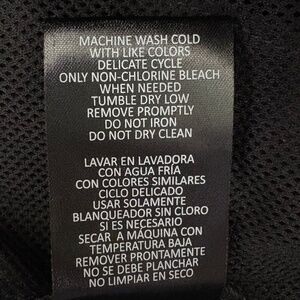 MACHINE WASH COLD
WITH LIKE COLORS
DELICATE CYCLE
ONLY NON-CHLORINE BLEACH
WHEN NEEDED
TUMBLE DRY LOW
REMOVE PROMPTLY
DO NOT IRON
DO NOT DRY CLEAN
LAVAR EN LAVADORA
CON AGUA FRÍA
CON COLORES SIMILARES
CICLO DELICADO
USAR SOLAMENTE
BLANQUEADOR SIN CLORO
SI ES NECESARIO
SECAR A MÁQUINA CON
TEMPERATURA BAJA
REMOVER PRONTAMENTE
NO SE DEBE PLANCHAR
NO LIMPIAR EN SECO